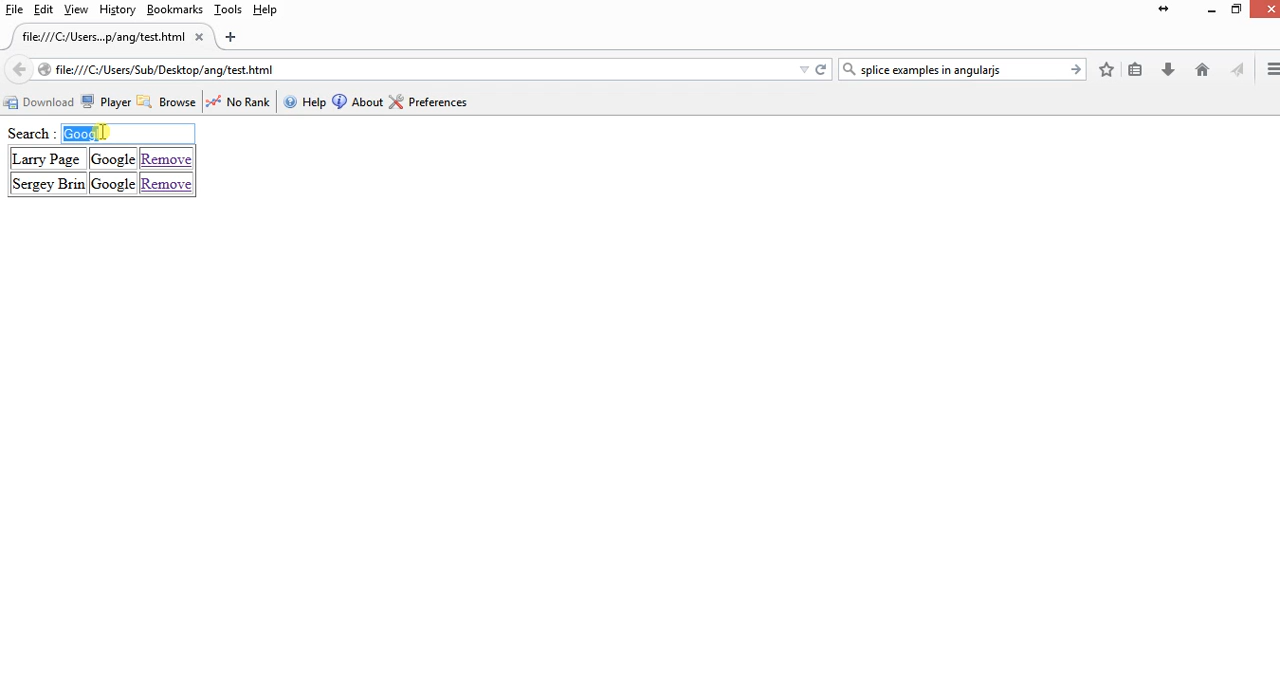 File Edit View History Bookmarks Tools Help
file:///C:/Users...p/ang/test.html
file:///C:/Users/Sub/Desktop/ang/test.html splice examples in angularjs
Download Player Browse No Rank Help About Preferences
Search : Goog
Larry Page Google Remove
Sergey Brin Google Remove